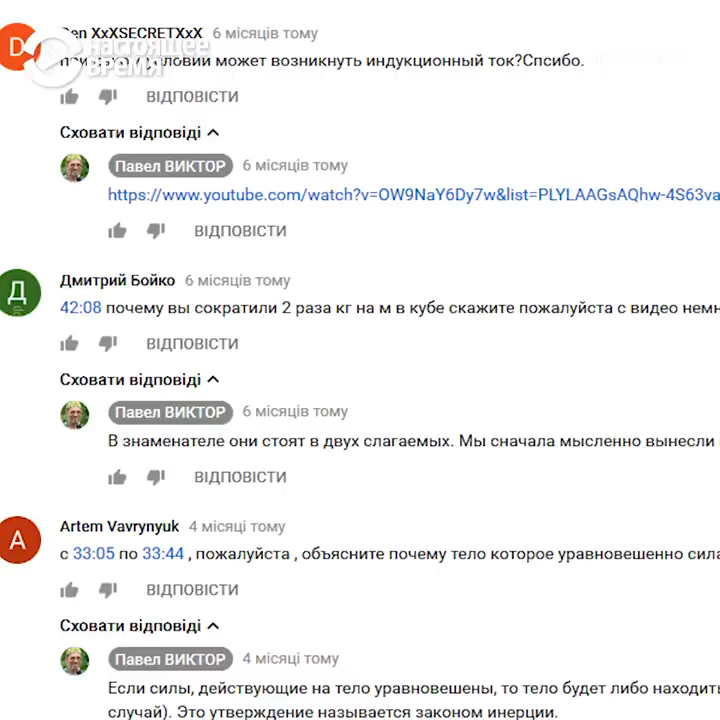 XxXSECRETXxX 6 місяців тому
настоящее
время
условии может возникнуть индукционный ток?Спсибо.
ВІДПОВІСТИ
Сховати відповіді
Павел ВИКТОР 6 місяців тому
https://www.youtube.com/watch?v=OW9NaY6Dy7w&list=PLYLAAGsAQhw-4S63va
ВІДПОВІСТИ
Д
Дмитрий Бойко 6 місяців тому
42:08 почему вы сократили 2 раза кг на м в кубе скажите пожалуйста с видео немн
ВІДПОВІСТИ
Сховати відповіді
Павел ВИКТОР 6 місяців тому
В знаменателе они стоят в двух слагаемых. Мы сначала мысленно вынесли
ВІДПОВІСТИ
A
Artem Vavrynyuk 4 місяці тому
с 33:05 по 33:44 , пожалуйста , объясните почему тело которое уравновешенно сила
ВІДПОВІСТИ
Сховати відповіді
Павел ВИКТОР 4 місяці тому
Если силы, действующие на тело уравновешены, то тело будет либо находить
случай). Это утверждение называется законом инерции.